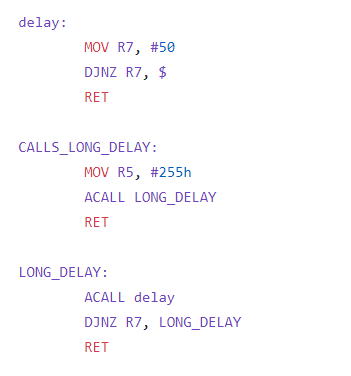 delay:
MOV R7, #50
DJNZ R7, $
RET
CALLS_LONG_DELAY:
MOV R5, #255h
ACALL LONG_DELAY
RET
LONG_DELAY:
ACALL delay
DJNZ R7, LONG_DELAY
RET